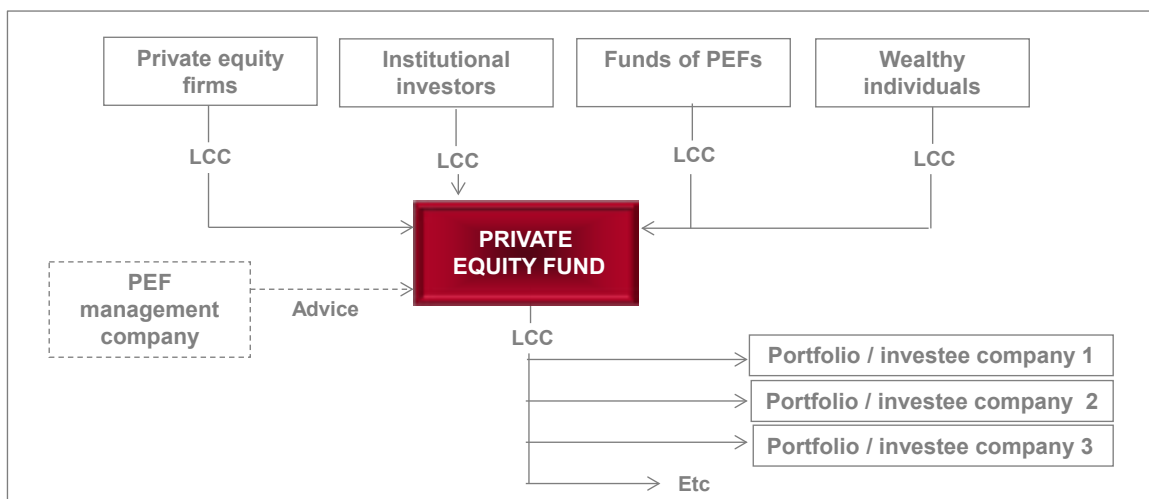 Private equity
firms
Institutional
investors
Funds of PEFs
Wealthy
individuals
LCC
LCC
LCC
LCC
PRIVATE
EQUITY FUND
PEF
management
company
Advice
LCC
Portfolio / investee company 1
Portfolio / investee company 2
Portfolio / investee company 3
Etc